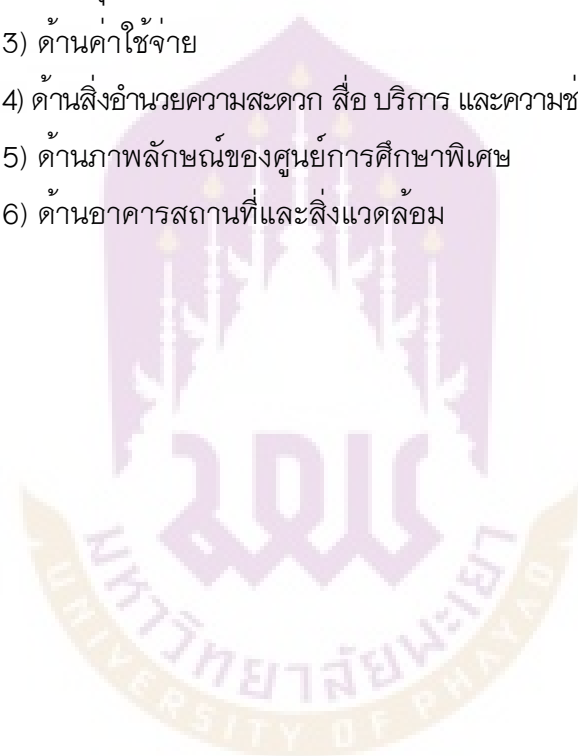 3) ด้านค่าใช้จ่าย
4) ด้านสิ่งอำนวยความสะดวก สื่อ บริการ และความช่
5) ด้านภาพลักษณ์ของศูนย์การศึกษาพิเศษ
6) ด้านอาคารสถานที่และสิ่งแวดล้อม
มพย
มหาวิทยาลัยพะเยา
UNIVERSITY OF PHAYAO